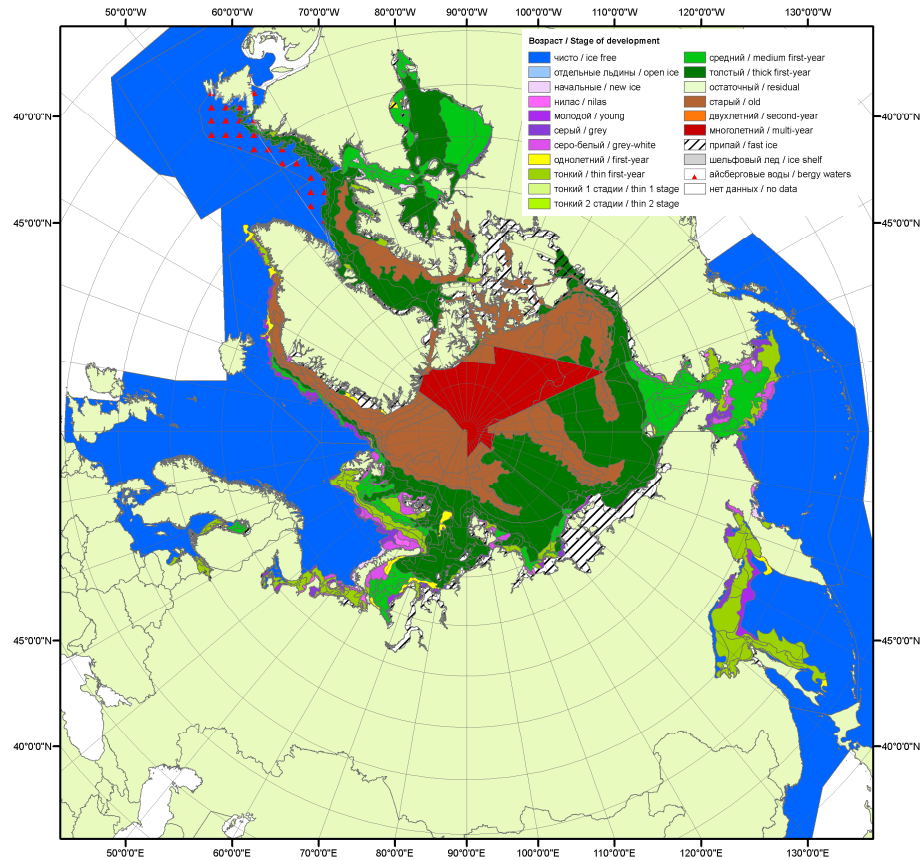 50°0'0"W 60°0'0"W 70°0'0"W 80°0'0"W 90°0'0"W 100°0'0"W 110°0'0"W 120°0'0"W 130°0'0"W
Возраст / Stage of development
чисто / ice free
отдельные льдины / open ice
начальные / new ice
нилас / nilas
молодой / young
серый / grey
серо-белый / grey-white
однолетний / first-year
тонкий / thin first-year
тонкий 1 стадии / thin 1 stage
тонкий 2 стадии / thin 2 stage
средний / medium first-year
толстый / thick first-year
остаточный / residual
старый / old
двухлетний / second-year
многолетний / multi-year
припай / fast ice
шельфовый лед / ice shelf
айсберговые воды / bergy waters
нет данных / no data
40°0'0"N 40°0'0"N
45°0'0"N 45°0'0"N
45°0'0"N 45°0'0"N
40°0'0"N 40°0'0"N
50°0'0"W 60°0'0"W 70°0'0"W 80°0'0"W 90°0'0"W 100°0'0"W 110°0'0"W 120°0'0"W 130°0'0"W